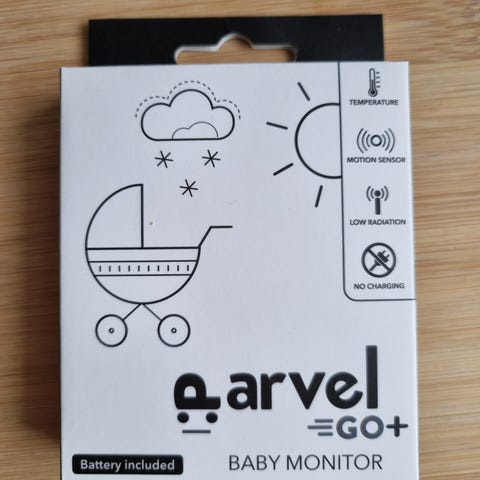 TEMPERATURE
MOTION SENSOR
LOW RADIATION
NO CHARGING
Parvel
GO+
Battery included
BABY MONITOR